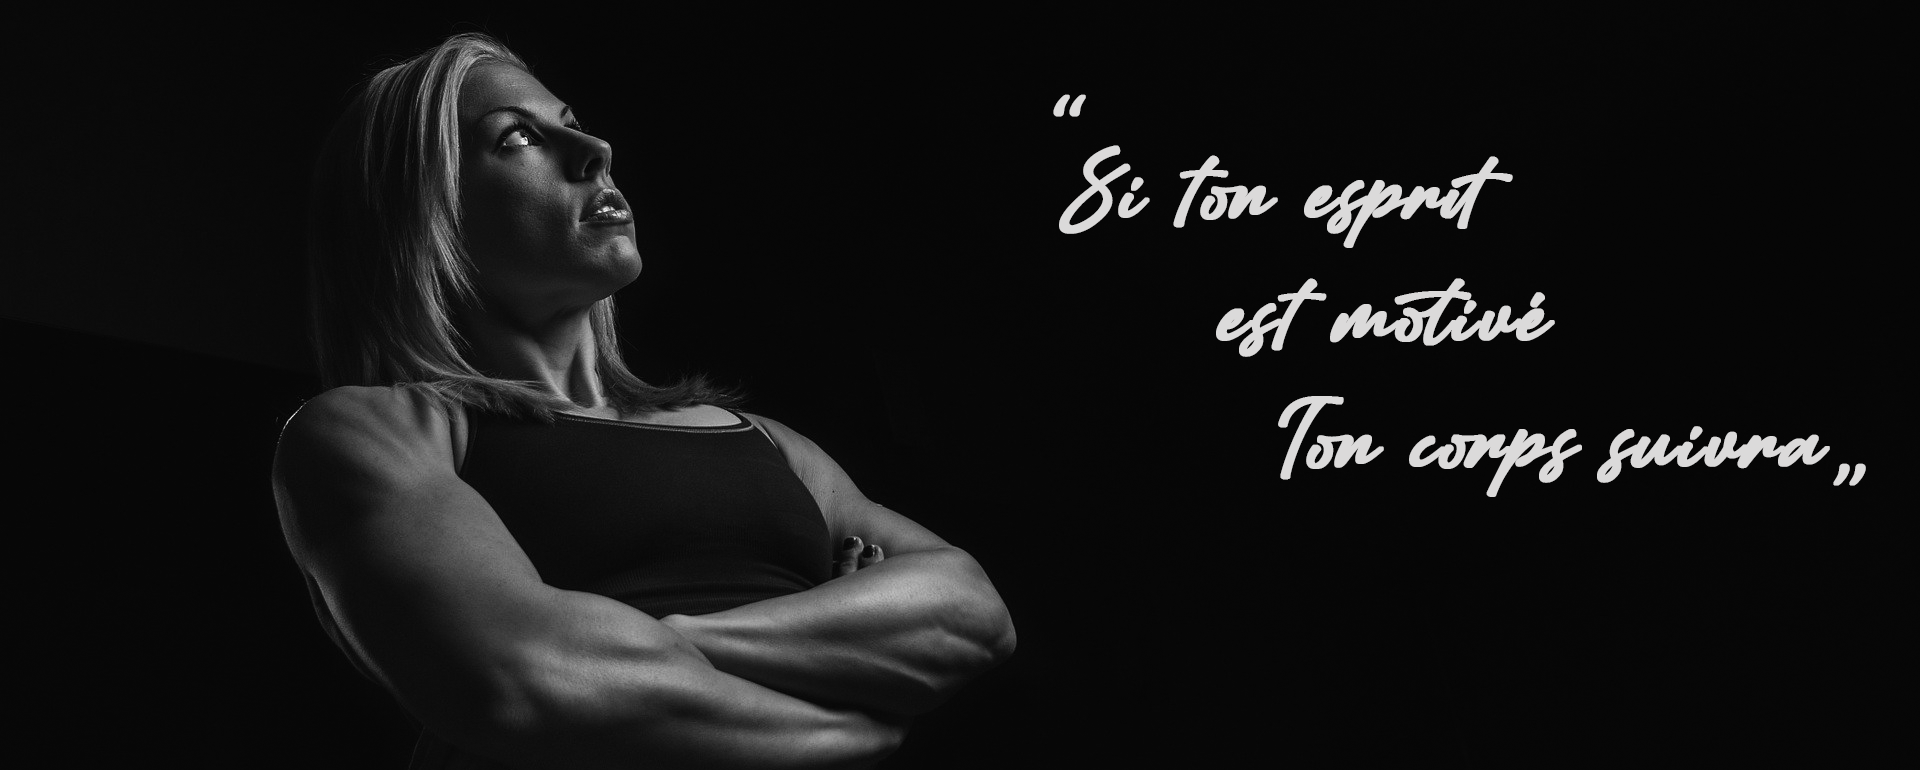 “
Si ton esprit
est motivé
Ton corps suivra„